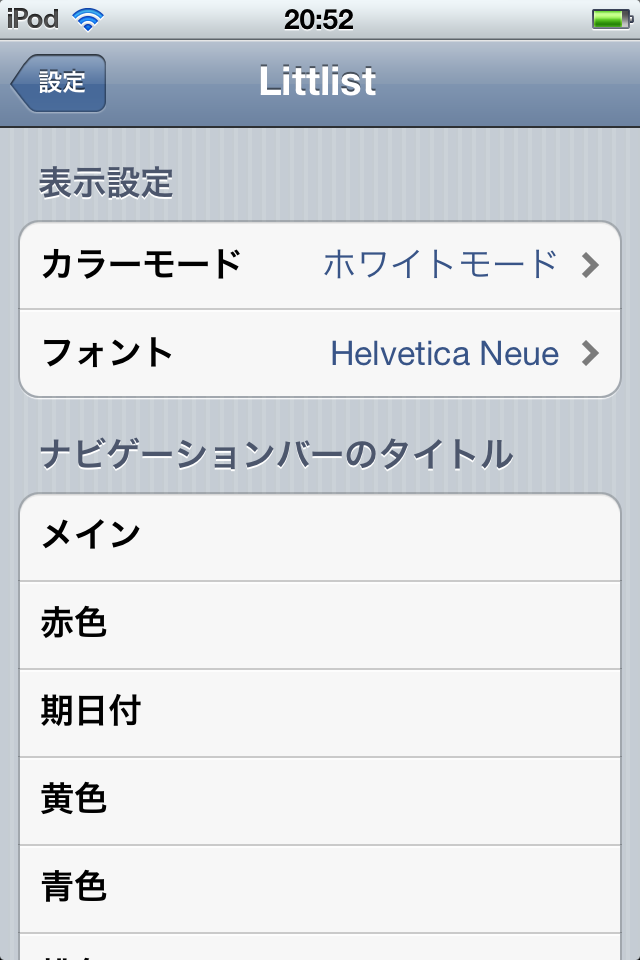 iPod 20:52
設定 Littlist
表示設定
カラーモード ホワイトモード
フォント Helvetica Neue
ナビゲーションバーのタイトル
メイン
赤色
期日付
黄色
青色